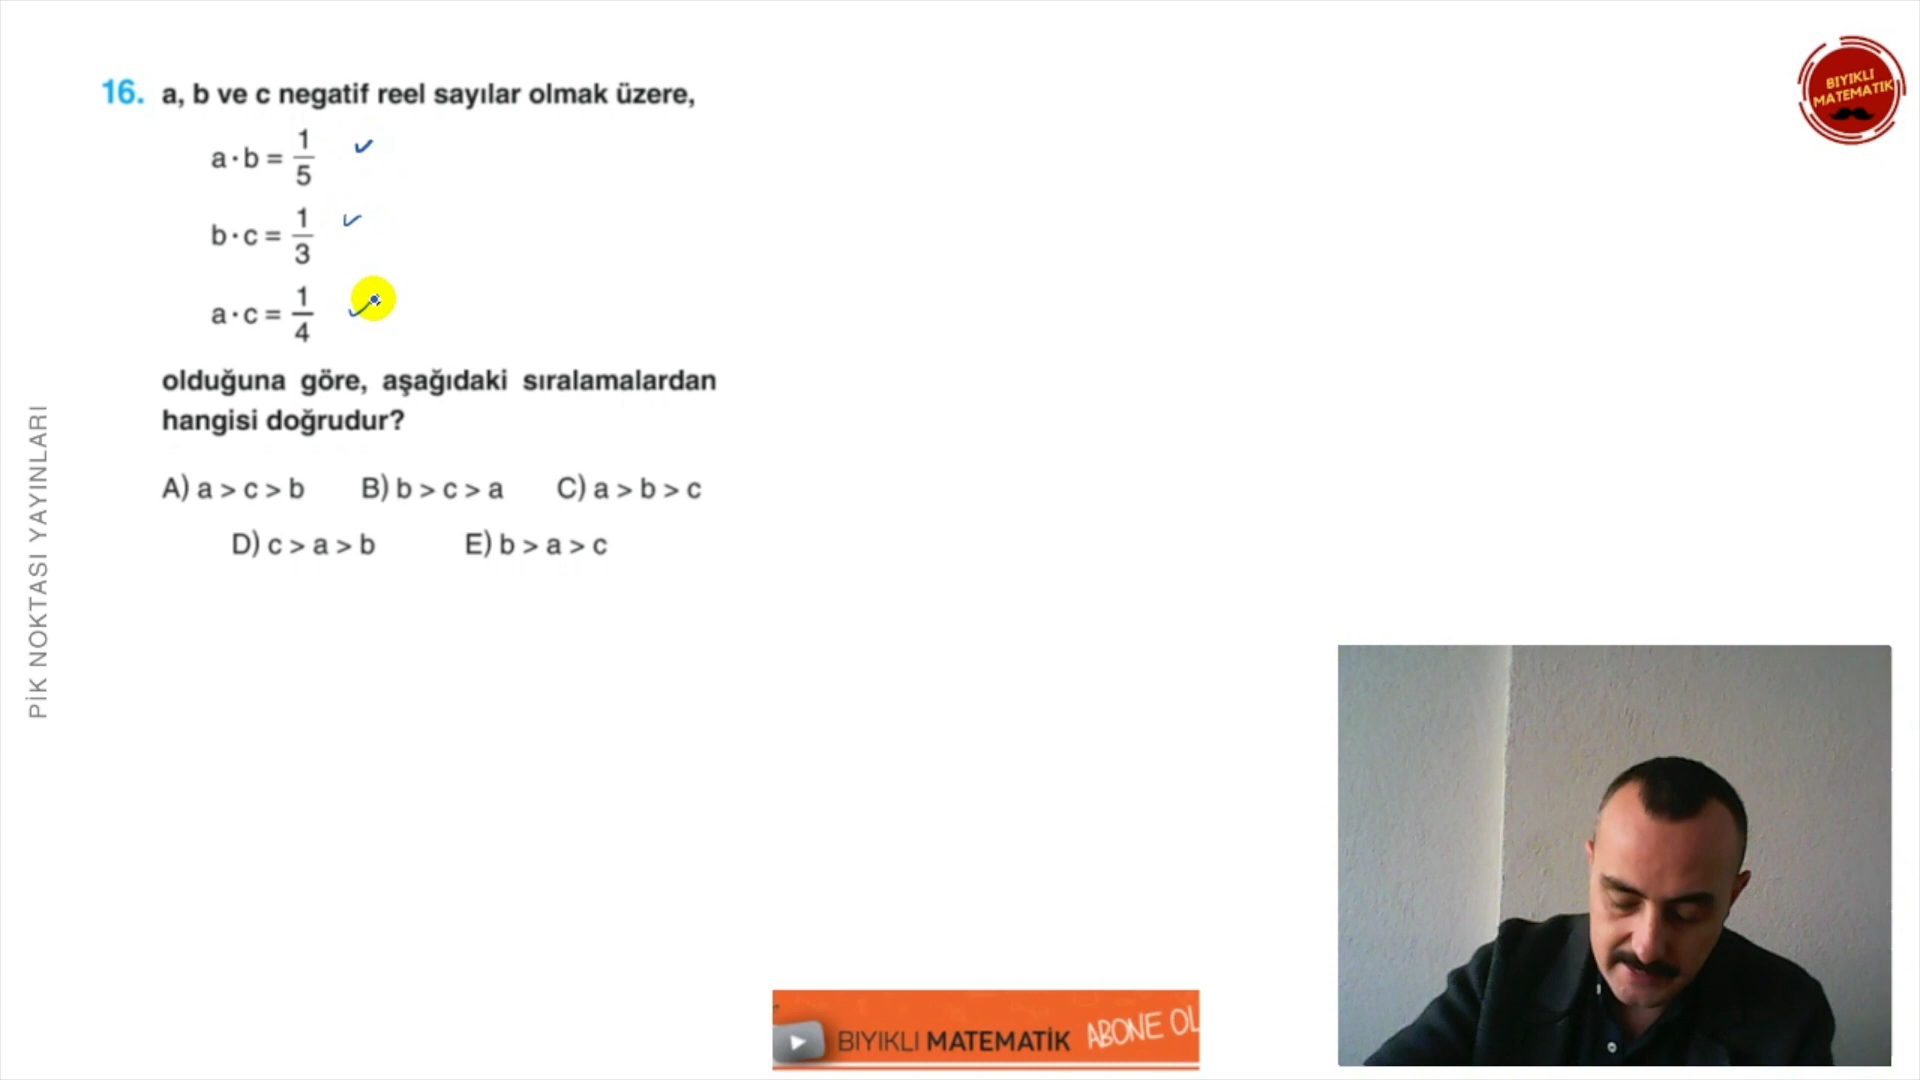 16. a, b ve c negatif reel sayılar olmak üzere,
a·b = 1/5
b·c = 1/3
a·c = 1/4
olduğuna göre, aşağıdaki sıralamalardan
hangisi doğrudur?
A) a > c > b B) b > c > a C) a > b > c
D) c > a > b E) b > a > c
PİK NOKTASI YAYINLARI
BIYIKLI
MATEMATİK
BIYIKLI MATEMATİK ABONE OL